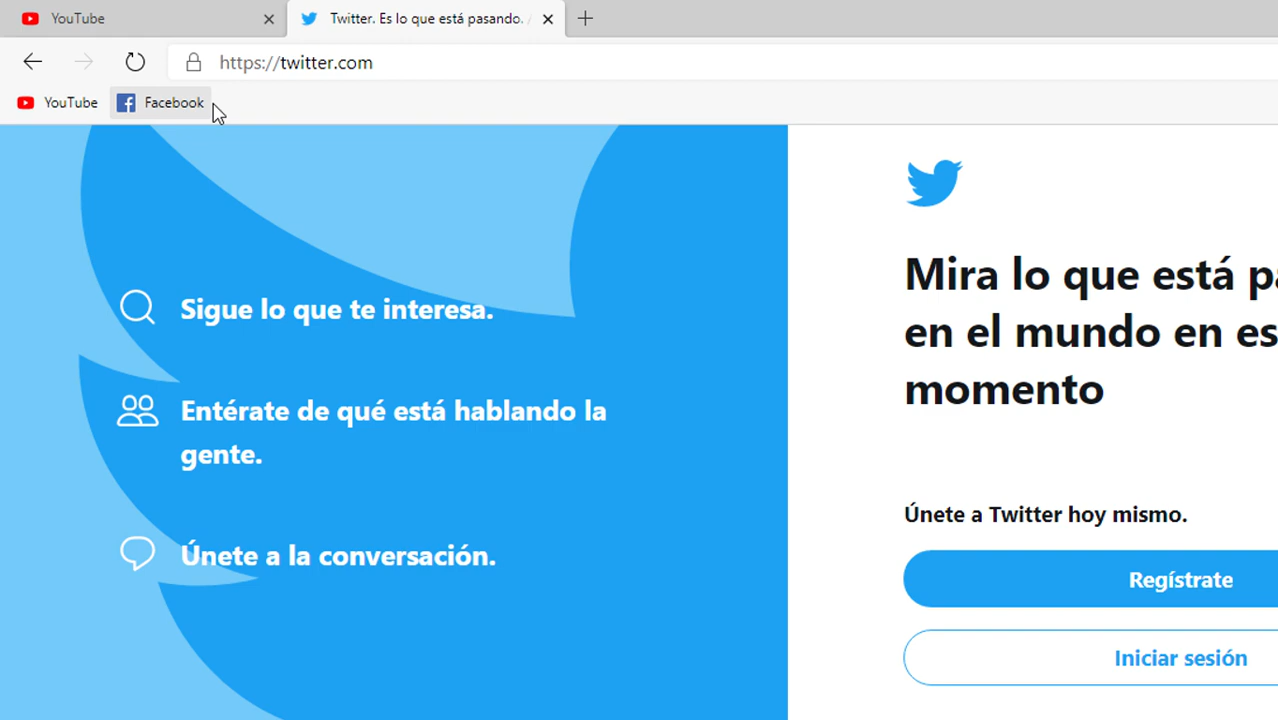 YouTube
Twitter. Es lo que está pasando.
https://twitter.com
YouTube
Facebook
Sigue lo que te interesa.
Entérate de qué está hablando la
gente.
Únete a la conversación.
Mira lo que está
en el mundo en
momento
Únete a Twitter hoy mismo.
Regístrate
Iniciar sesión